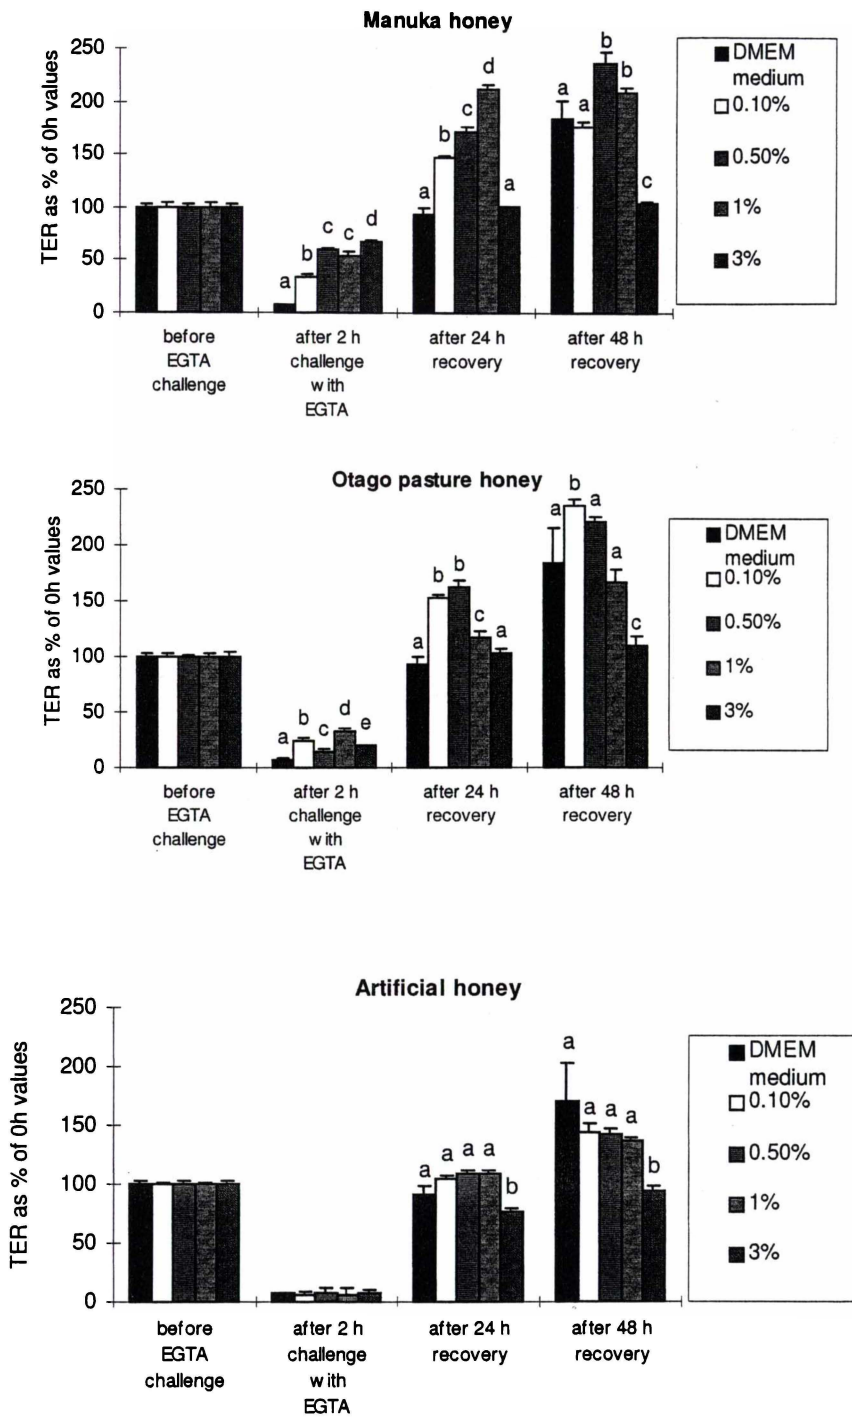 Manuka honey
TER as % of 0h values
250
200
150
100
50
0
a
b
c
c
d
a
b
c
d
a
a
a
b
b
c
before
EGTA
challenge
after 2 h
challenge
with
EGTA
after 24 h
recovery
after 48 h
recovery
DMEM
medium
0.10%
0.50%
1%
3%
Otago pasture honey
TER as % of 0h values
250
200
150
100
50
0
a
b
c
d
e
a
b
b
c
a
a
b
a
a
c
before
EGTA
challenge
after 2 h
challenge
with
EGTA
after 24 h
recovery
after 48 h
recovery
DMEM
medium
0.10%
0.50%
1%
3%
Artificial honey
TER as % of 0h values
250
200
150
100
50
0
a
a
a
a
b
a
a
a
a
b
before
EGTA
challenge
after 2 h
challenge
with
EGTA
after 24 h
recovery
after 48 h
recovery
DMEM
medium
0.10%
0.50%
1%
3%